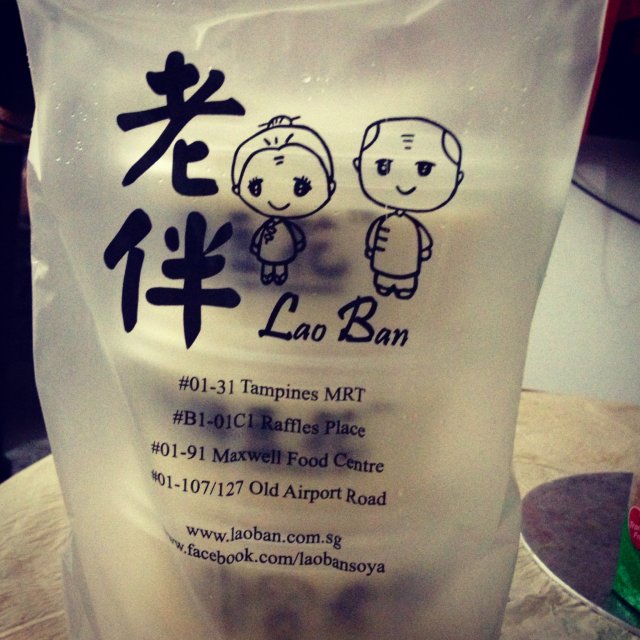 老伴
Lao Ban
#01-31 Tampines MRT
#B1-01C1 Raffles Place
#01-91 Maxwell Food Centre
#01-107/127 Old Airport Road
www.laoban.com.sg
www.facebook.com/laobansoya